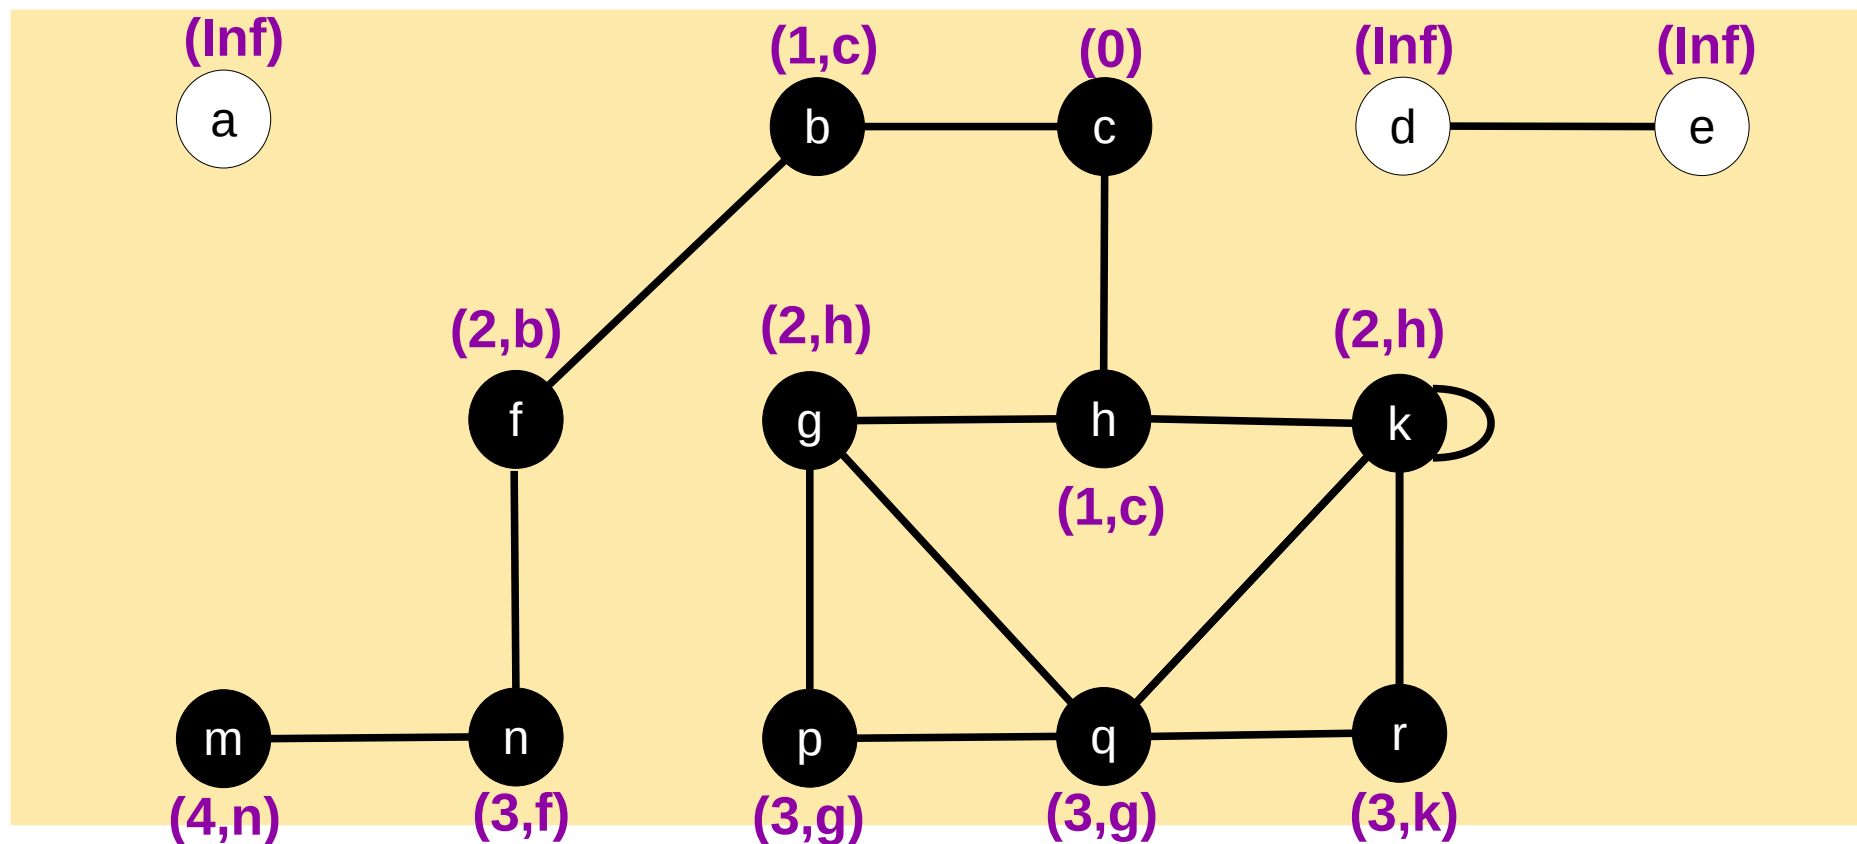 (Inf) (1,c) (0) (Inf) (Inf)
a b c d e
(2,b) (2,h) (2,h)
f g h k
(1,c)
m n p q r
(4,n) (3,f) (3,g) (3,g) (3,k)